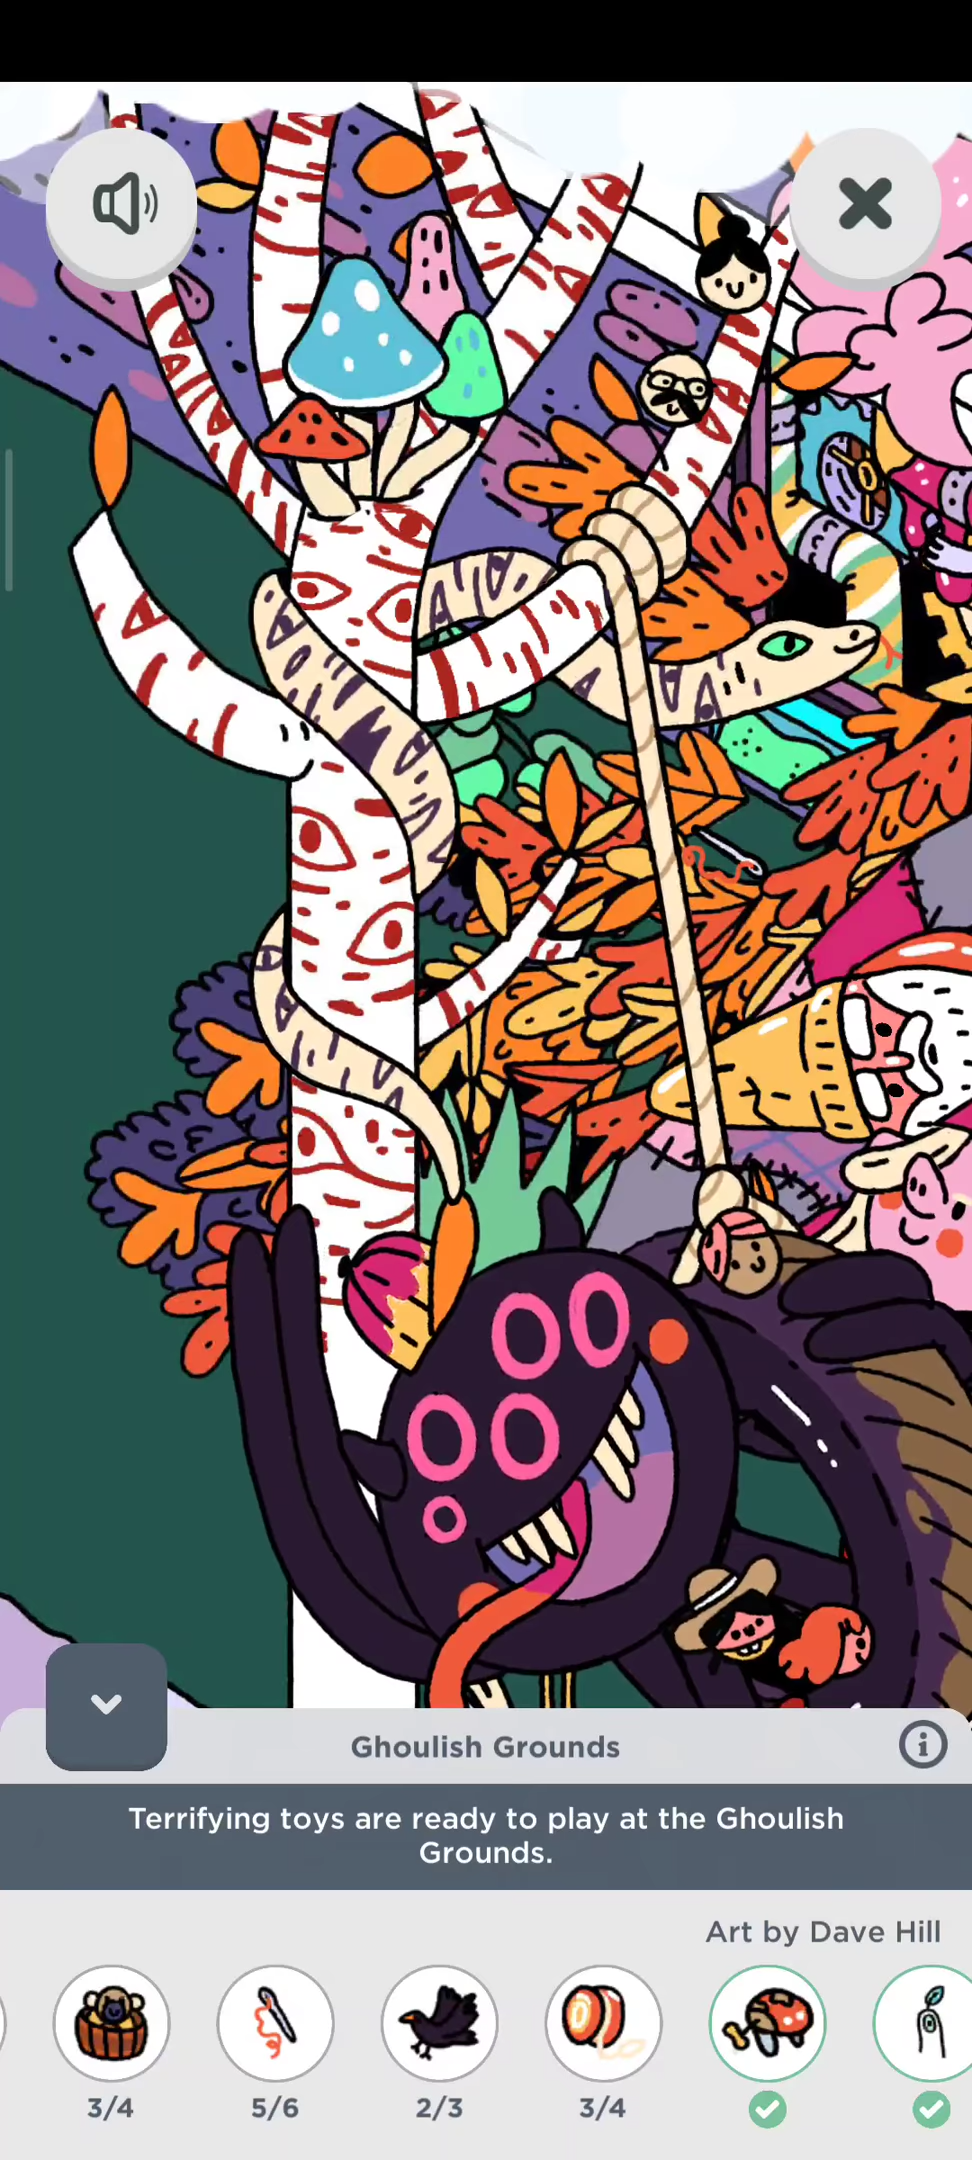 Ghoulish Grounds
Terrifying toys are ready to play at the Ghoulish
Grounds.
Art by Dave Hill
3/4
5/6
2/3
3/4